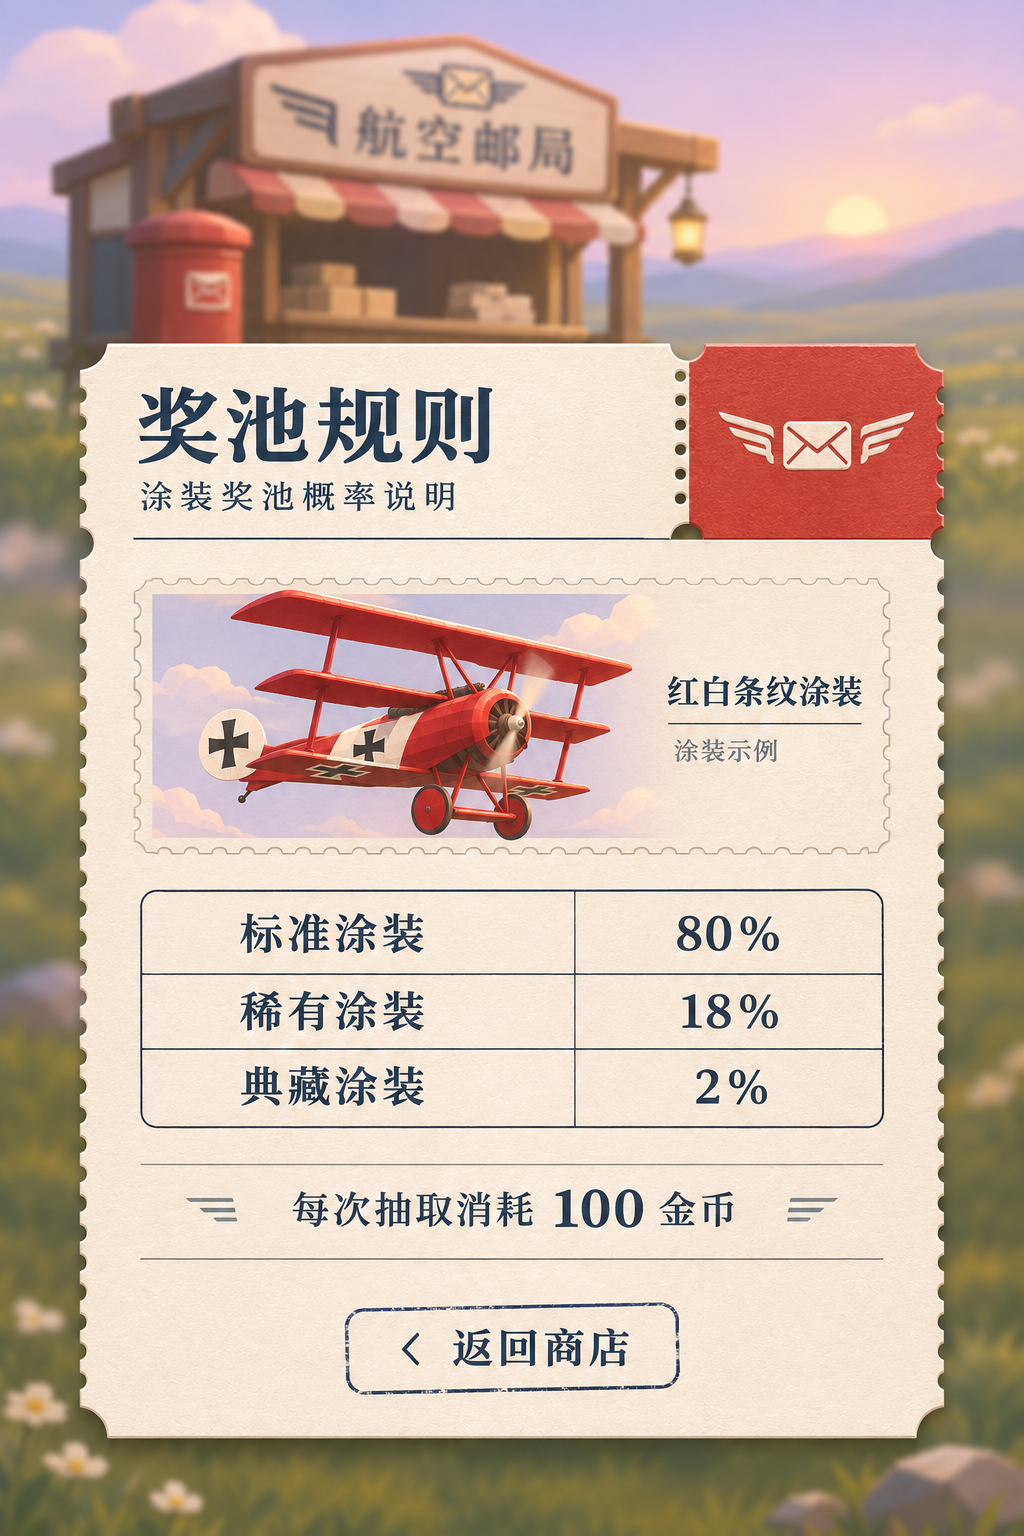 航空邮局
奖池规则
涂装奖池概率说明
红白条纹涂装
涂装示例
标准涂装 80%
稀有涂装 18%
典藏涂装 2%
每次抽取消耗 100 金币
< 返回商店